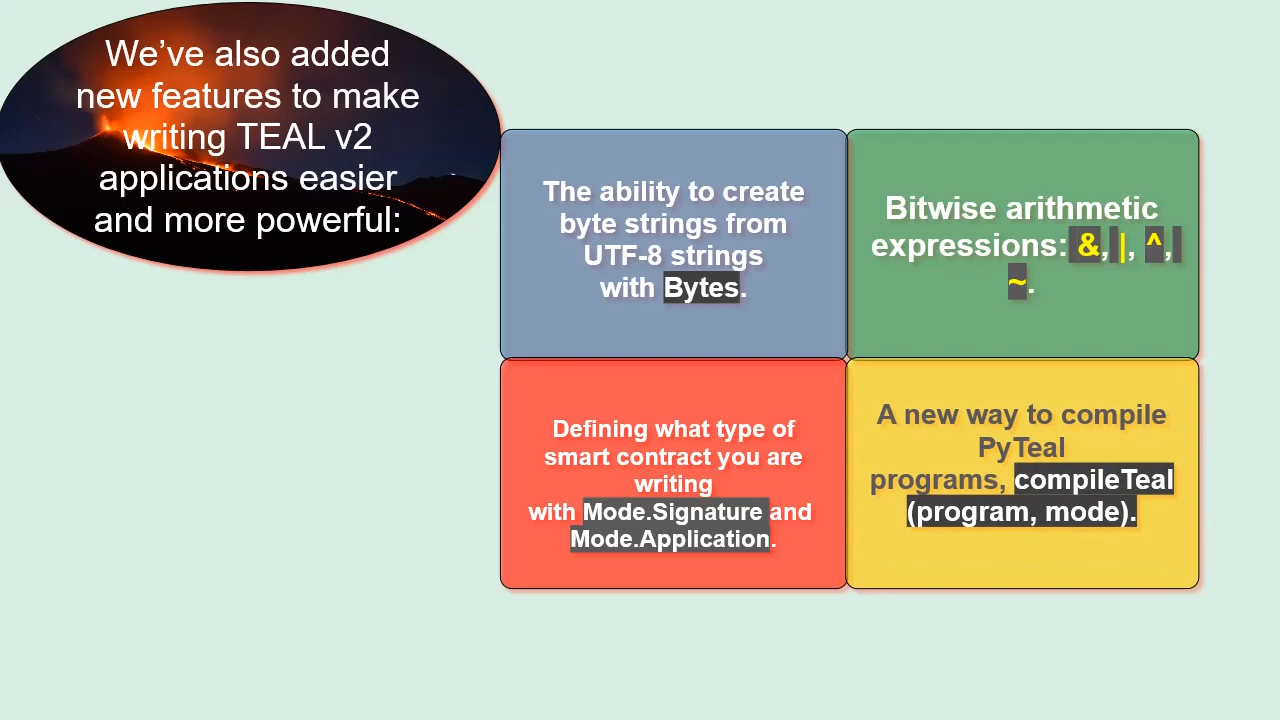 We’ve also added
new features to make
writing TEAL v2
applications easier
and more powerful:
The ability to create
byte strings from
UTF-8 strings
with Bytes.
Bitwise arithmetic
expressions: &, |, ^,
~.
Defining what type of
smart contract you are
writing
with Mode.Signature and
Mode.Application.
A new way to compile
PyTeal
programs, compileTeal
(program, mode).